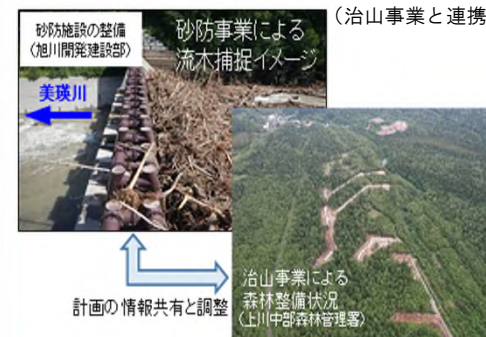 （治山事業と連携
砂防施設の整備
〈旭川開発建設部〉
砂防事業による
流木捕捉イメージ
美瑛川
計画の情報共有と調整
治山事業による
森林整備状況
〈上川中部森林管理署〉